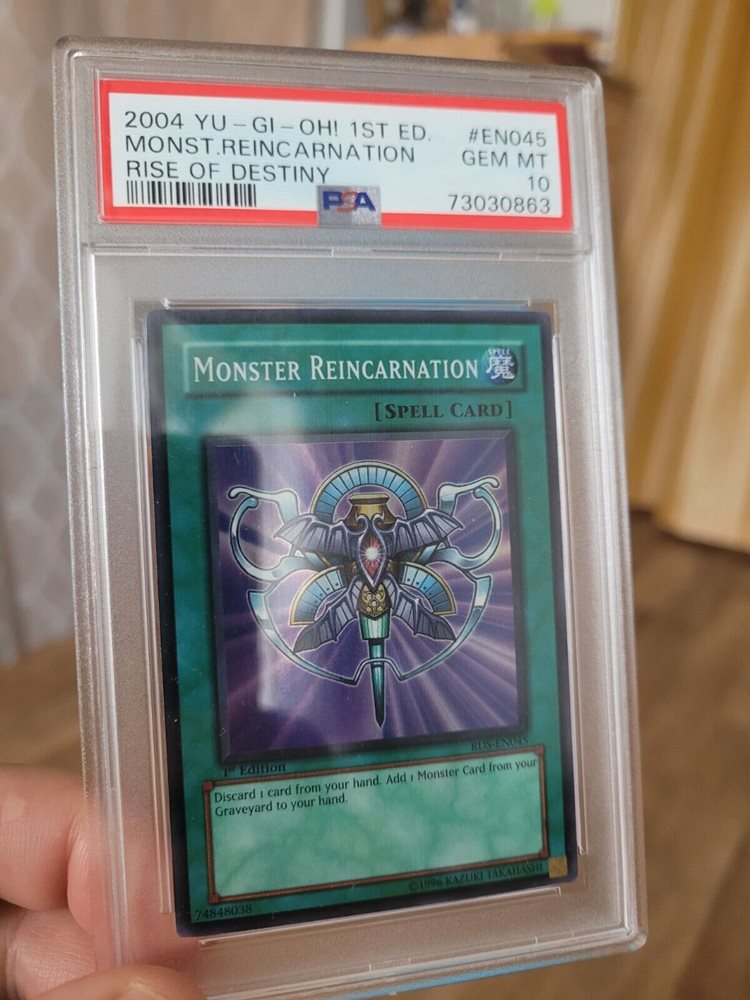 2004 YU-GI-OH! 1ST ED. #EN045
MONST.REINCARNATION GEM MT
RISE OF DESTINY 10
PSA 73030863
MONSTER REINCARNATION
SPELL
魔
[SPELL CARD]
RDS-EN045
1st Edition
Discard 1 card from your hand. Add 1 Monster Card from your
Graveyard to your hand.
74848038 ©1996 KAZUKI TAKAHASHI